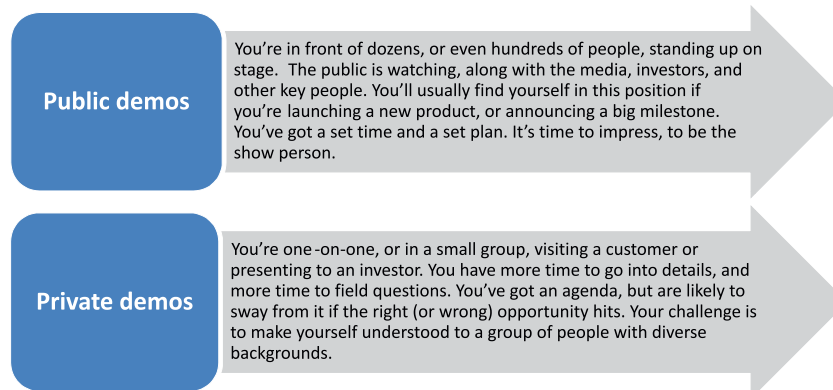 Public demos
You're in front of dozens, or even hundreds of people, standing up on
stage.  The public is watching, along with the media, investors, and
other key people. You'll usually find yourself in this position if
you're launching a new product, or announcing a big milestone.
You've got a set time and a set plan. It's time to impress, to be the
show person.
Private demos
You're one-on-one, or in a small group, visiting a customer or
presenting to an investor. You have more time to go into details, and
more time to field questions. You've got an agenda, but are likely to
sway from it if the right (or wrong) opportunity hits. Your challenge is
to make yourself understood to a group of people with diverse
backgrounds.